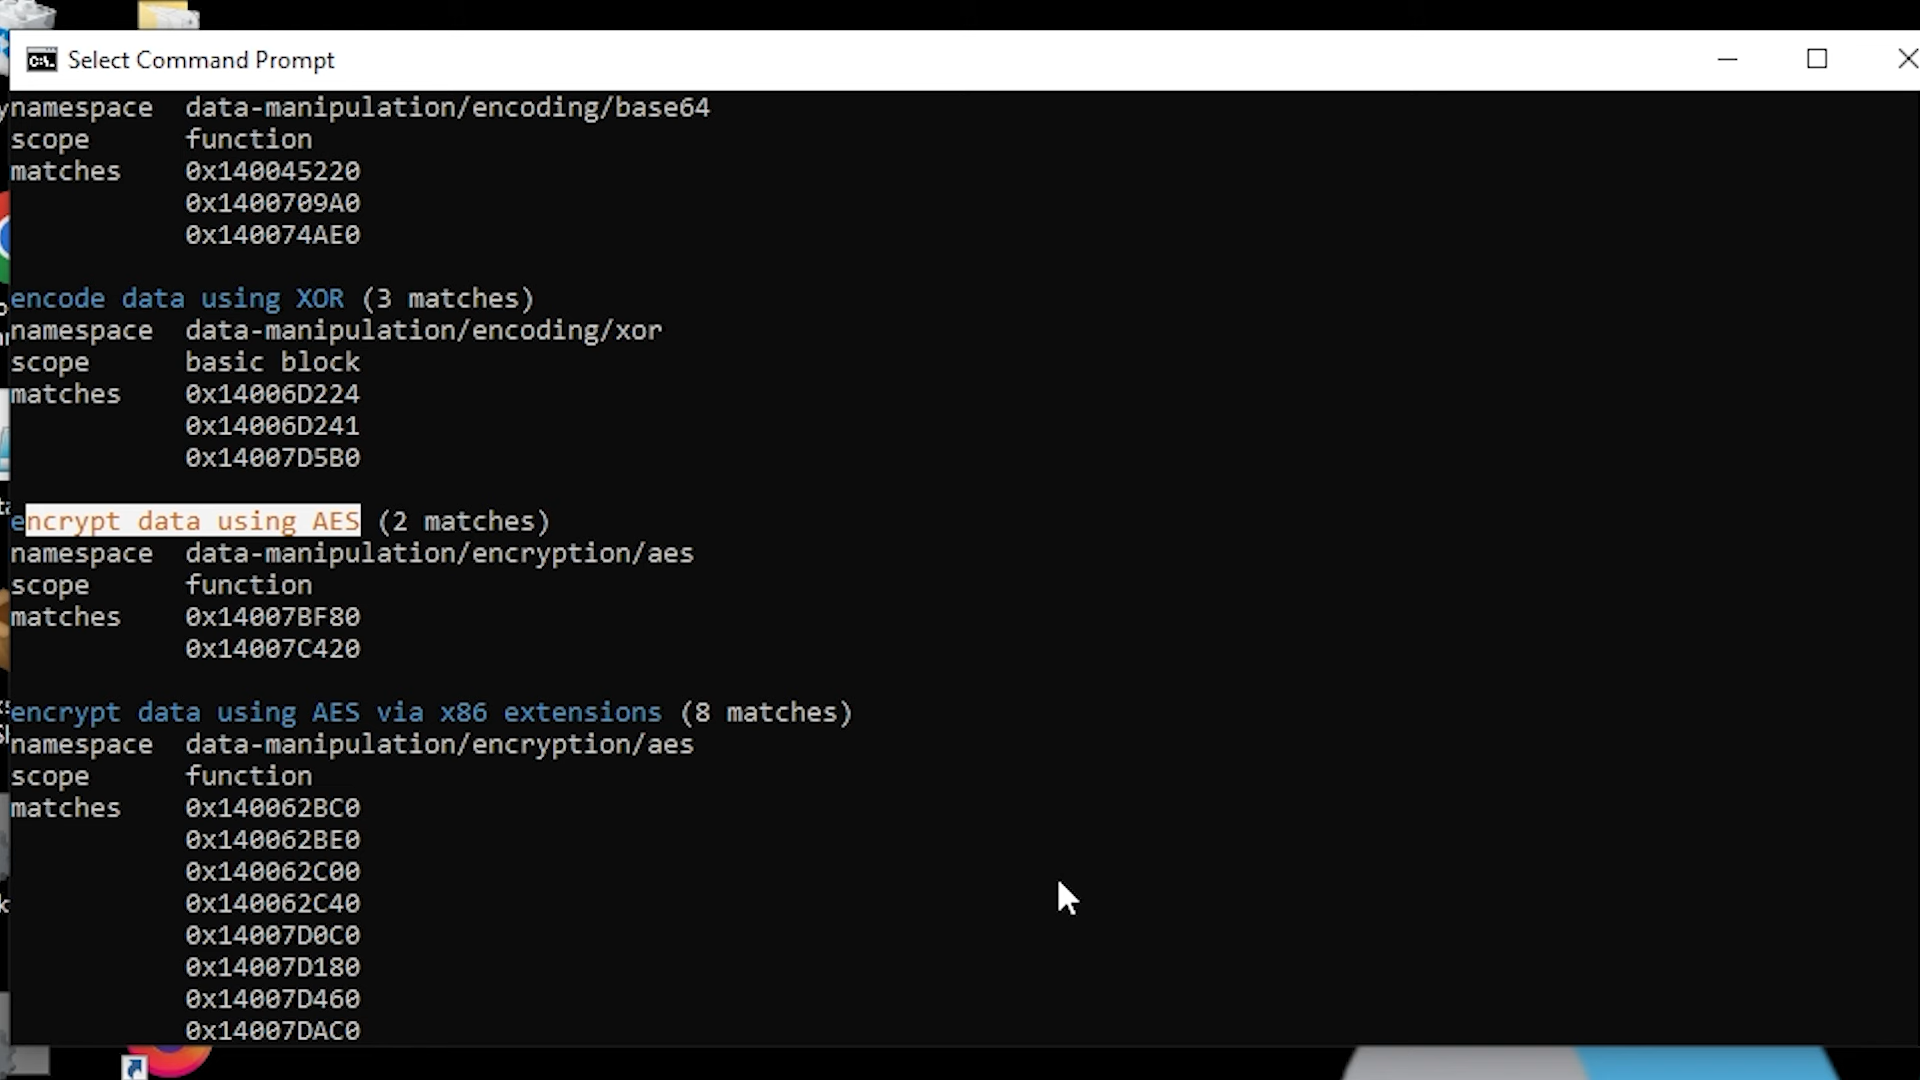 Select Command Prompt
namespace data-manipulation/encoding/base64
scope function
matches 0x140045220
0x1400709A0
0x140074AE0
encode data using XOR (3 matches)
namespace data-manipulation/encoding/xor
scope basic block
matches 0x14006D224
0x14006D241
0x14007D5B0
encrypt data using AES (2 matches)
namespace data-manipulation/encryption/aes
scope function
matches 0x14007BF80
0x14007C420
encrypt data using AES via x86 extensions (8 matches)
namespace data-manipulation/encryption/aes
scope function
matches 0x140062BC0
0x140062BE0
0x140062C00
0x140062C40
0x14007D0C0
0x14007D180
0x14007D460
0x14007DAC0